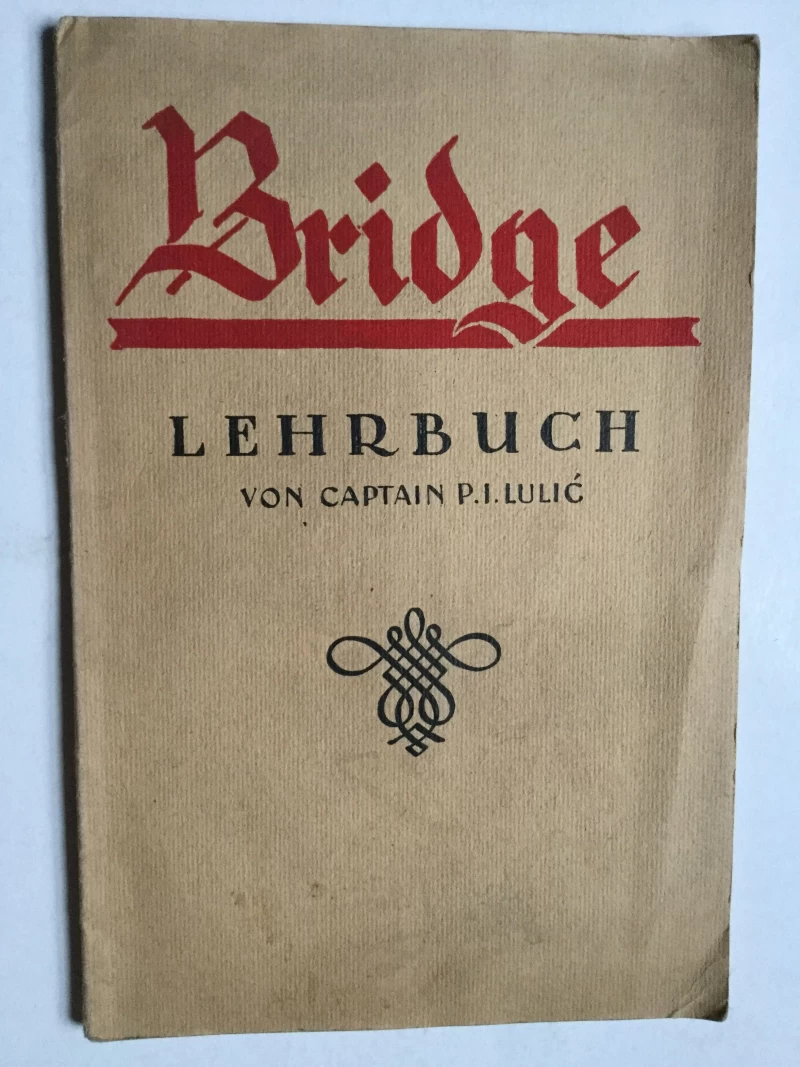 Bridge
LEHRBUCH
VON CAPTAIN P.I. LULIĆ